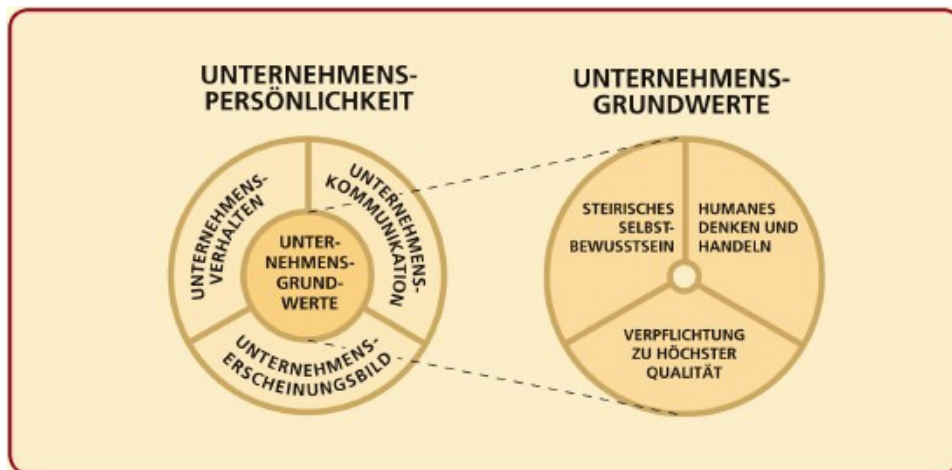 UNTERNEHMENS-
PERSÖNLICHKEIT
UNTERNEHMENS-
VERHALTEN
UNTERNEHMENS-
KOMMUNIKATION
UNTER-
NEHMENS-
GRUND-
WERTE
UNTERNEHMENS-
ERSCHEINUNGSBILD
UNTERNEHMENS-
GRUNDWERTE
STEIRISCHES
SELBST-
BEWUSSTSEIN
HUMANES
DENKEN UND
HANDELN
VERPFLICHTUNG
ZU HÖCHSTER
QUALITÄT